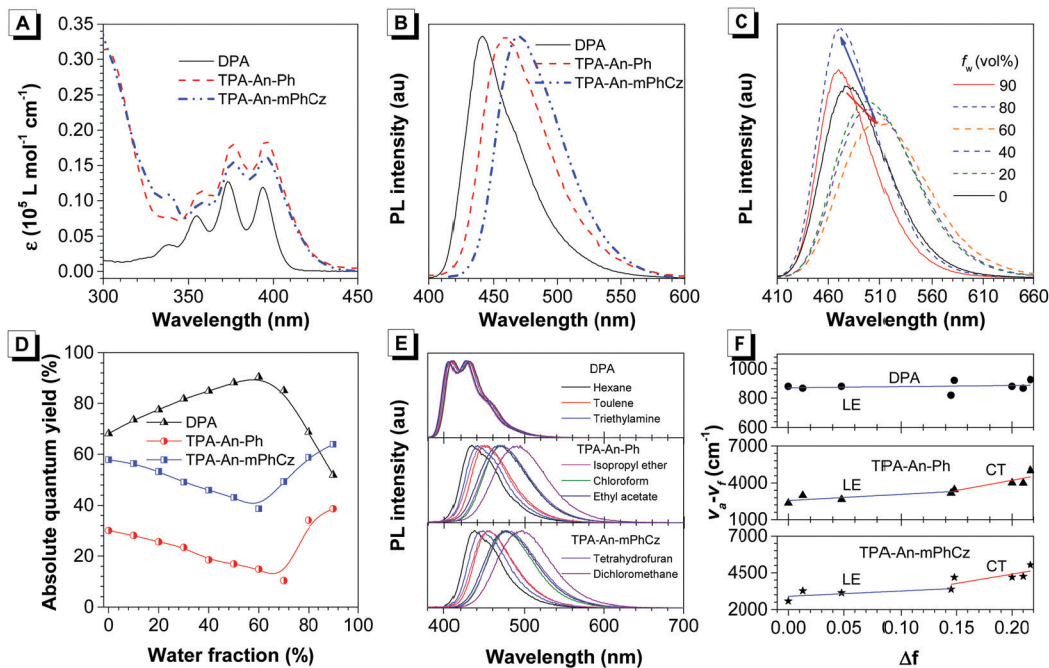 A
0.35
0.30
0.25
0.20
0.15
0.10
0.05
0.00
ε (10⁵ L mol⁻¹ cm⁻¹)
DPA
TPA-An-Ph
TPA-An-mPhCz
300 350 400 450
Wavelength (nm)
B
PL intensity (au)
DPA
TPA-An-Ph
TPA-An-mPhCz
400 450 500 550 600
Wavelength (nm)
C
PL intensity (au)
fw (vol%)
90
80
60
40
20
0
410 460 510 560 610 660
Wavelength (nm)
D
100
80
60
40
20
0
Absolute quantum yield (%)
DPA
TPA-An-Ph
TPA-An-mPhCz
0 20 40 60 80 100
Water fraction (%)
E
PL intensity (au)
DPA
Hexane
Toulene
Triethylamine
TPA-An-Ph
Isopropyl ether
Chloroform
Ethyl acetate
TPA-An-mPhCz
Tetrahydrofuran
Dichloromethane
400 500 600 700
Wavelength (nm)
F
νa-νf (cm⁻¹)
1000
800
600
DPA
LE
7000
5000
3000
1000
TPA-An-Ph
LE
CT
6000
4000
2000
TPA-An-mPhCz
LE
CT
0.00 0.05 0.10 0.15 0.20
Δf